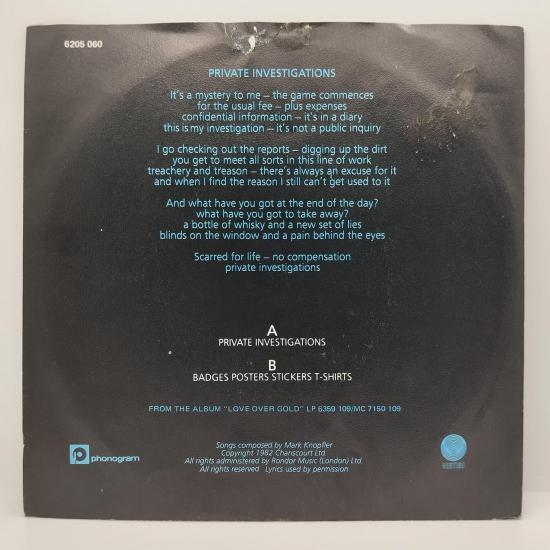 6205 060
PRIVATE INVESTIGATIONS
It's a mystery to me – the game commences
for the usual fee – plus expenses
confidential information – it's in a diary
this is my investigation – it's not a public inquiry
I go checking out the reports – digging up the dirt
you get to meet all sorts in this line of work
treachery and treason – there's always an excuse for it
and when I find the reason I still can't get used to it
And what have you got at the end of the day?
what have you got to take away?
a bottle of whisky and a new set of lies
blinds on the window and a pain behind the eyes
Scarred for life – no compensation
private investigations
A
PRIVATE INVESTIGATIONS
B
BADGES POSTERS STICKERS T-SHIRTS
FROM THE ALBUM "LOVE OVER GOLD" LP 6359 109/MC 7150 109
phonogram
Songs composed by Mark Knopfler
Copyright 1982 Chariscourt Ltd.
All rights administered by Rondor Music (London) Ltd.
All rights reserved Lyrics used by permission
vertigo